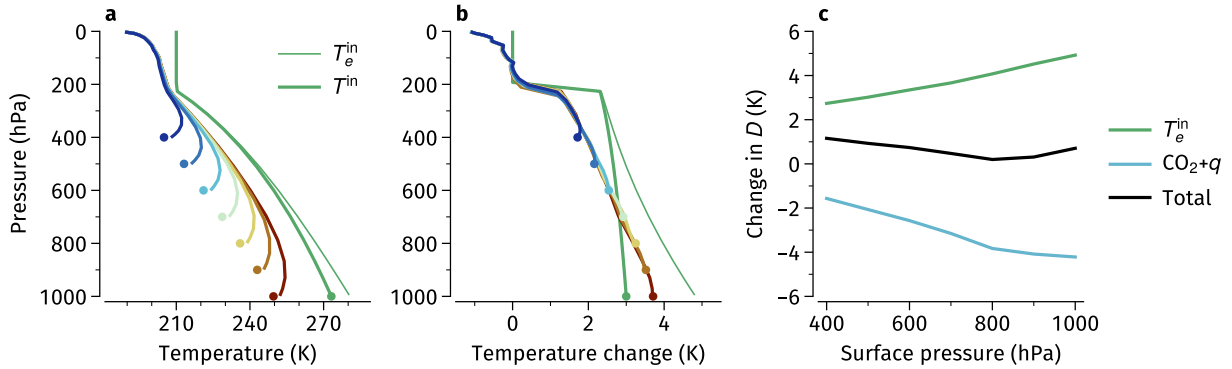 a
0
200
400
600
800
1000
Pressure (hPa)
210
240
270
Temperature (K)
T_e^in
T^in
b
0
200
400
600
800
1000
0
2
4
Temperature change (K)
c
6
4
2
0
−2
−4
−6
Change in D (K)
400
600
800
1000
Surface pressure (hPa)
T_e^in
CO₂+q
Total